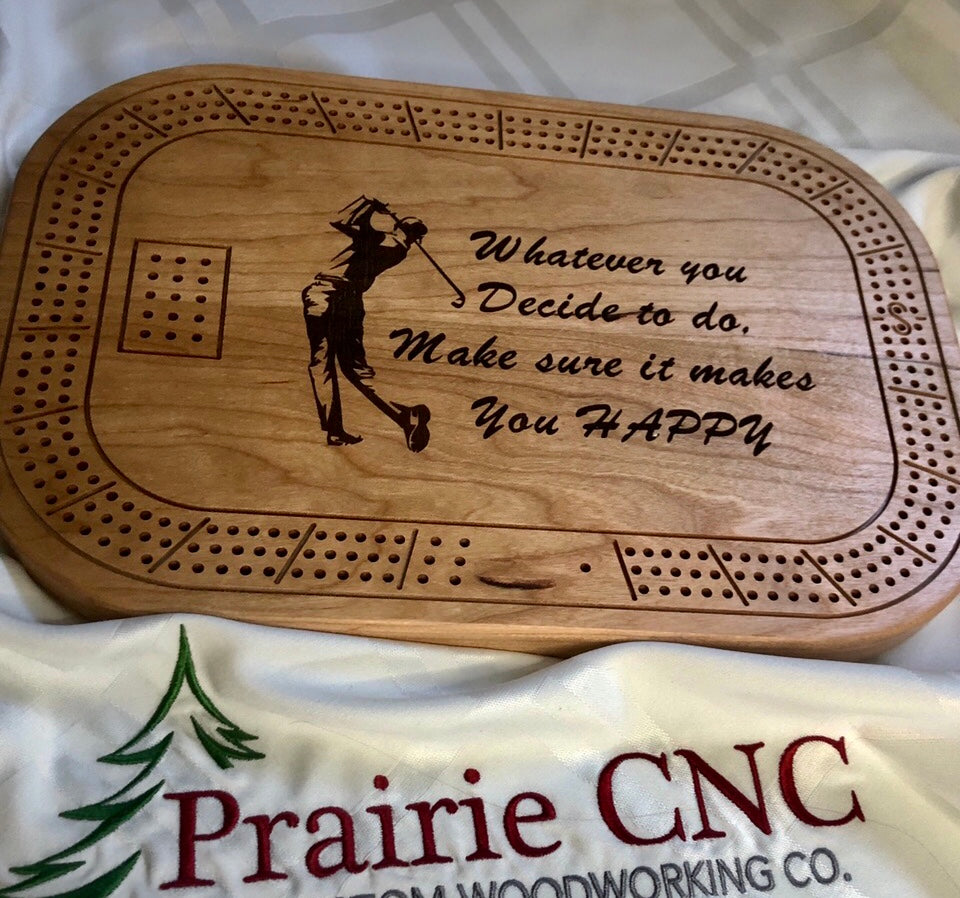 Whatever you
Decide to do,
Make sure it makes
You HAPPY
S
Prairie CNC
WOODWORKING CO.